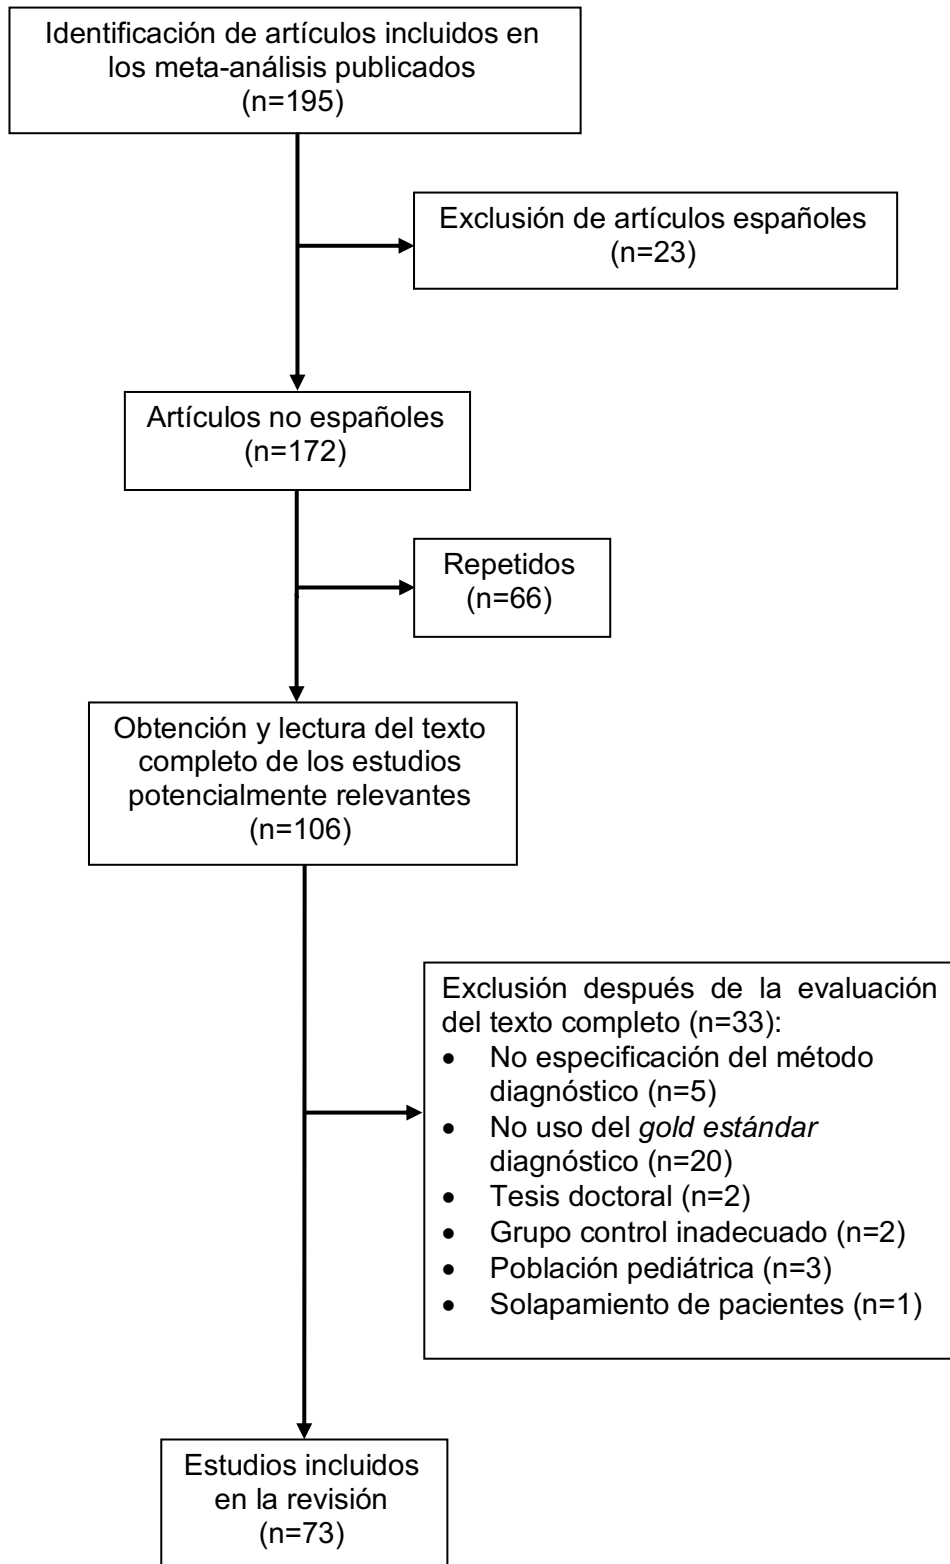 Identificación de artículos incluidos en
los meta-análisis publicados
(n=195)
Exclusión de artículos españoles
(n=23)
Artículos no españoles
(n=172)
Repetidos
(n=66)
Obtención y lectura del texto
completo de los estudios
potencialmente relevantes
(n=106)
Exclusión después de la evaluación
del texto completo (n=33):
• No especificación del método
diagnóstico (n=5)
• No uso del gold estándar
diagnóstico (n=20)
• Tesis doctoral (n=2)
• Grupo control inadecuado (n=2)
• Población pediátrica (n=3)
• Solapamiento de pacientes (n=1)
Estudios incluidos
en la revisión
(n=73)